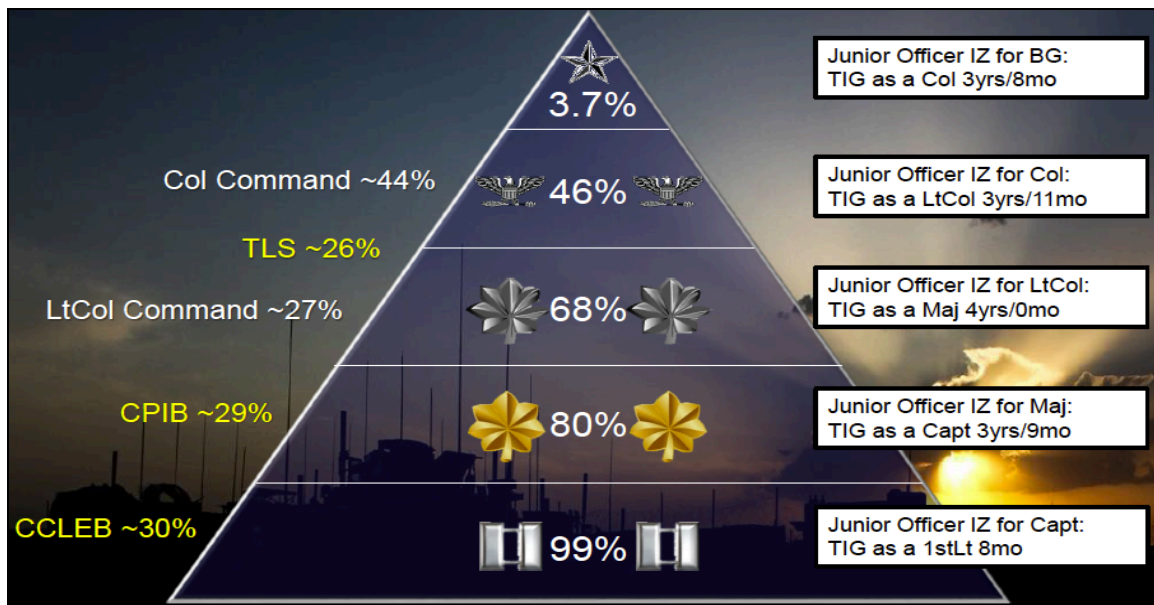 3.7%
Junior Officer IZ for BG:
TIG as a Col 3yrs/8mo
Col Command ~44%
46%
Junior Officer IZ for Col:
TIG as a LtCol 3yrs/11mo
TLS ~26%
LtCol Command ~27%
68%
Junior Officer IZ for LtCol:
TIG as a Maj 4yrs/0mo
CPIB ~29%
80%
Junior Officer IZ for Maj:
TIG as a Capt 3yrs/9mo
CCLEB ~30%
99%
Junior Officer IZ for Capt:
TIG as a 1stLt 8mo